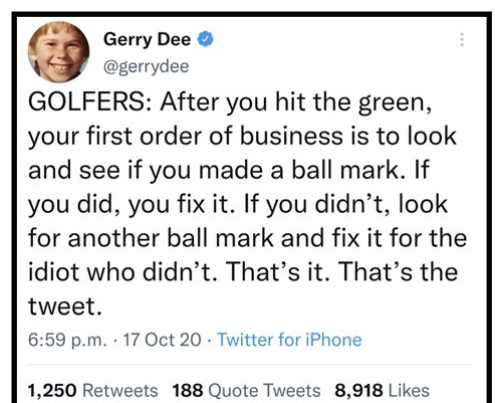 Gerry Dee
@gerrydee
GOLFERS: After you hit the green,
your first order of business is to look
and see if you made a ball mark. If
you did, you fix it. If you didn’t, look
for another ball mark and fix it for the
idiot who didn’t. That’s it. That’s the
tweet.
6:59 p.m. · 17 Oct 20 · Twitter for iPhone
1,250 Retweets 188 Quote Tweets 8,918 Likes